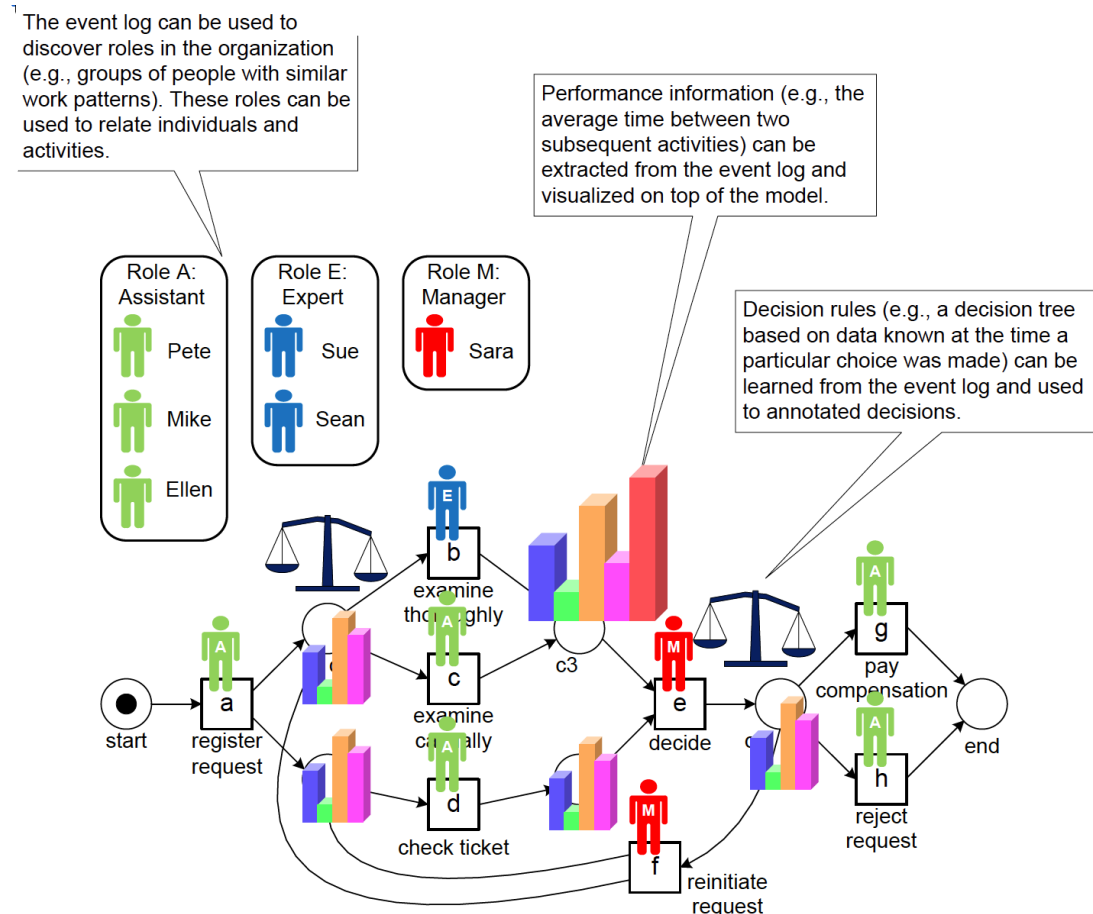 The event log can be used to
discover roles in the organization
(e.g., groups of people with similar
work patterns). These roles can be
used to relate individuals and
activities.
Performance information (e.g., the
average time between two
subsequent activities) can be
extracted from the event log and
visualized on top of the model.
Decision rules (e.g., a decision tree
based on data known at the time a
particular choice was made) can be
learned from the event log and used
to annotated decisions.
Role A:
Assistant
Pete
Mike
Ellen
Role E:
Expert
Sue
Sean
Role M:
Manager
Sara
E
b
examine
A
c3
A
a
register
request
start
A
c
examine
A
d
check ticket
M
e
decide
M
f
reinitiate
request
A
g
pay
compensation
A
h
reject
request
end